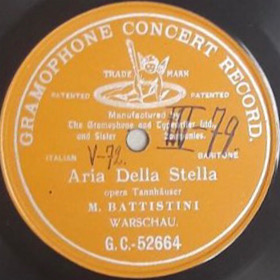 GRAMOPHONE CONCERT RECORD.
TRADE MARK
PATENTED PATENTED
Manufactured by
The Gramophone and Typewriter Ltd.
and Sister Companies.
III 79
V-72.
ITALIAN BARITONE
Aria Della Stella
opera Tannhäuser
M. BATTISTINI
WARSCHAU.
G.C.-52664